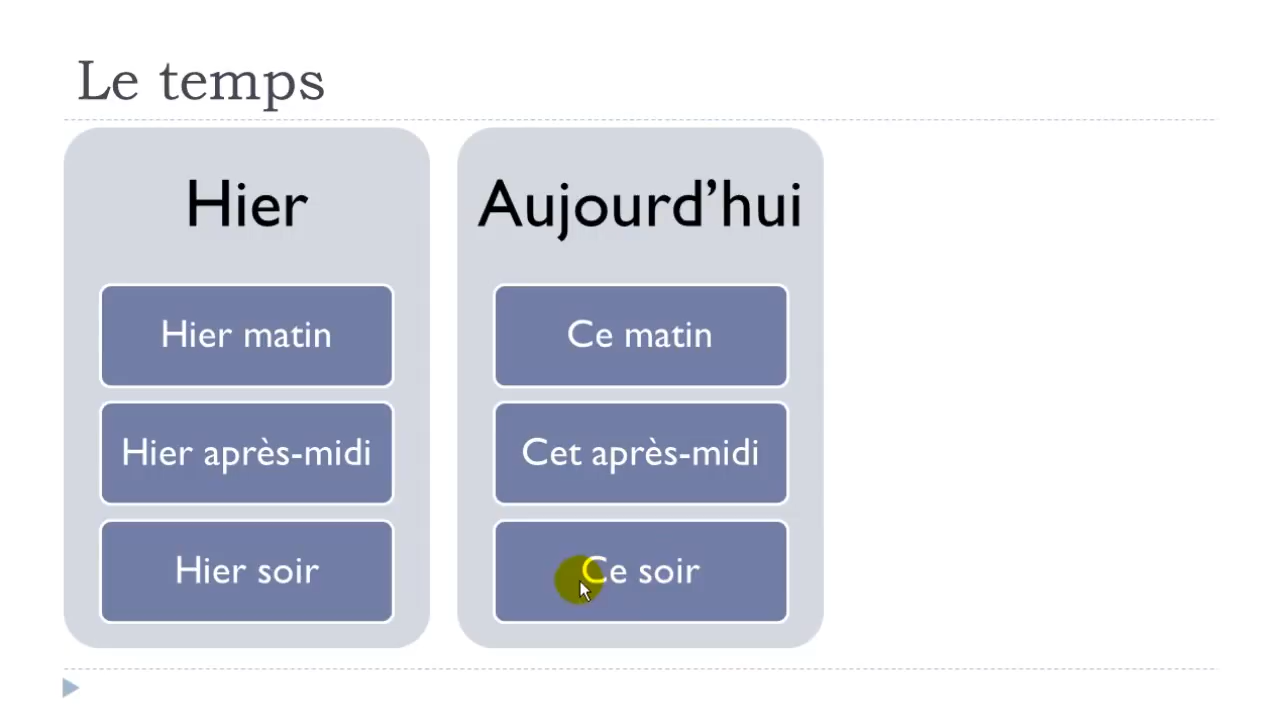 Le temps
Hier
Hier matin
Hier après-midi
Hier soir
Aujourd’hui
Ce matin
Cet après-midi
Ce soir